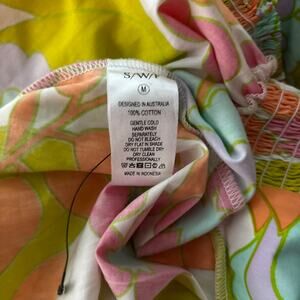 S/W/F
M
DESIGNED IN AUSTRALIA
100% COTTON
GENTLE COLD
HAND WASH
SEPARATELY
DO NOT BLEACH
DRY FLAT IN SHADE
DO NOT TUMBLE DRY
DRY CLEAN
PROFESSIONALLY
MADE IN INDONESIA